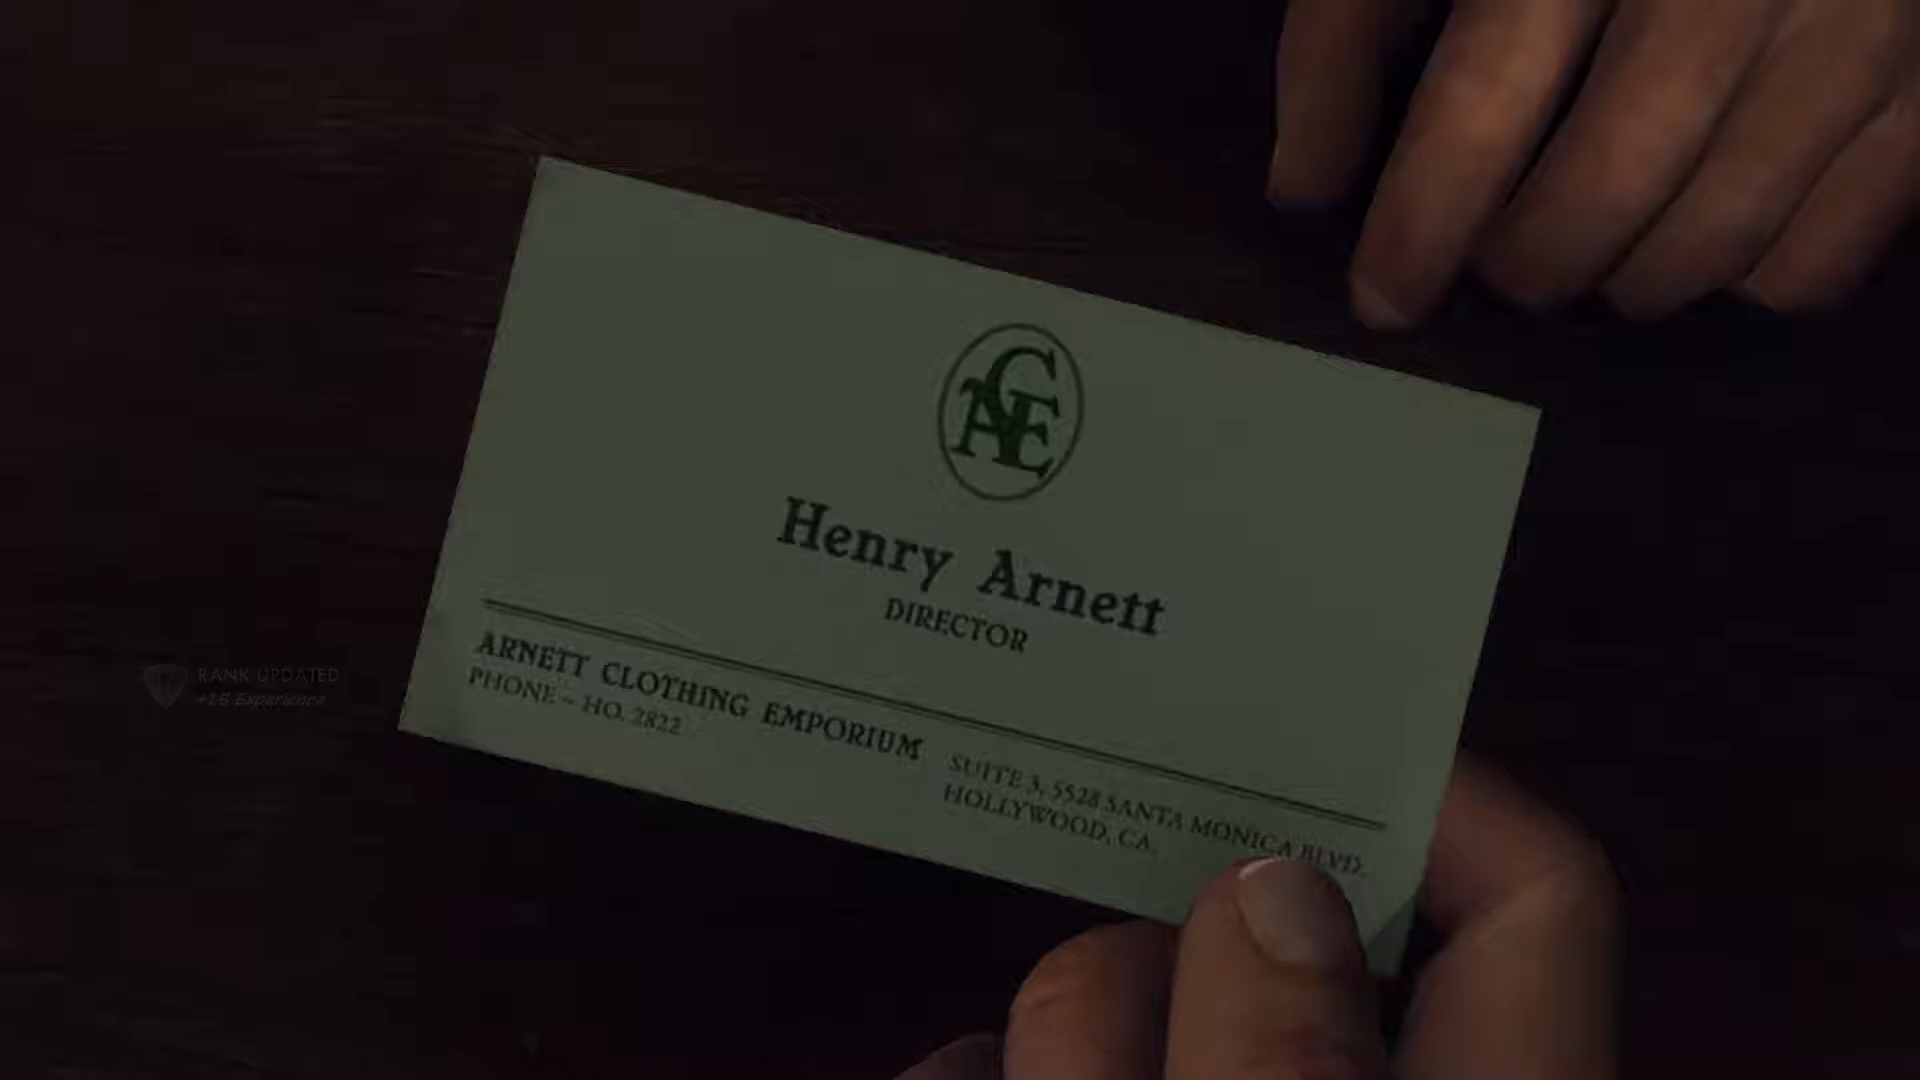 ACE
Henry Arnett
DIRECTOR
ARNETT CLOTHING EMPORIUM
PHONE - HO. 2822
SUITE 3, 5528 SANTA MONICA BLVD.
HOLLYWOOD, CA.
RANK UPDATED
+15 Experience